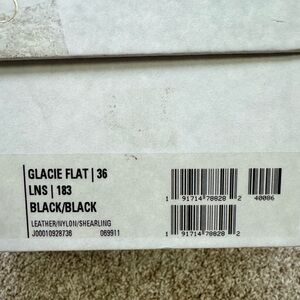 GLACIE FLAT | 36
LNS | 183
BLACK/BLACK
LEATHER/NYLON/SHEARLING
J00010928736 069911
1 91714 78828 2 40086
1 91714 78828 2